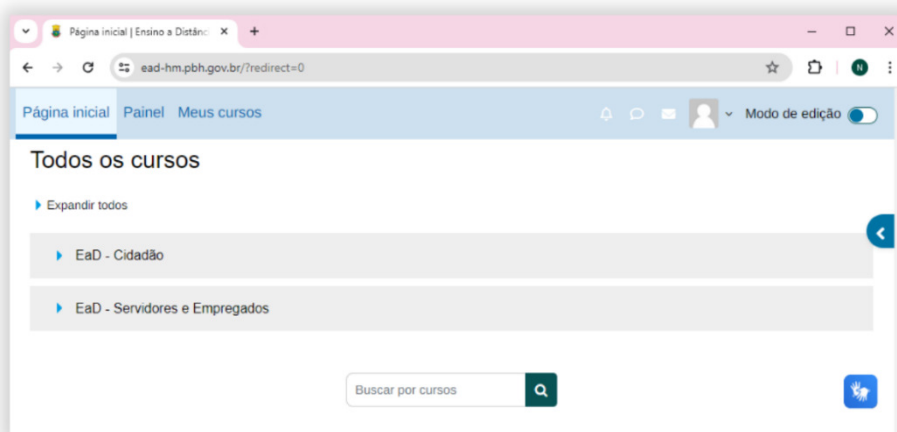 Página inicial | Ensino a Distânc
ead-hm.pbh.gov.br/?redirect=0
N
Página inicial Painel Meus cursos Modo de edição
Todos os cursos
Expandir todos
EaD - Cidadão
EaD - Servidores e Empregados
Buscar por cursos